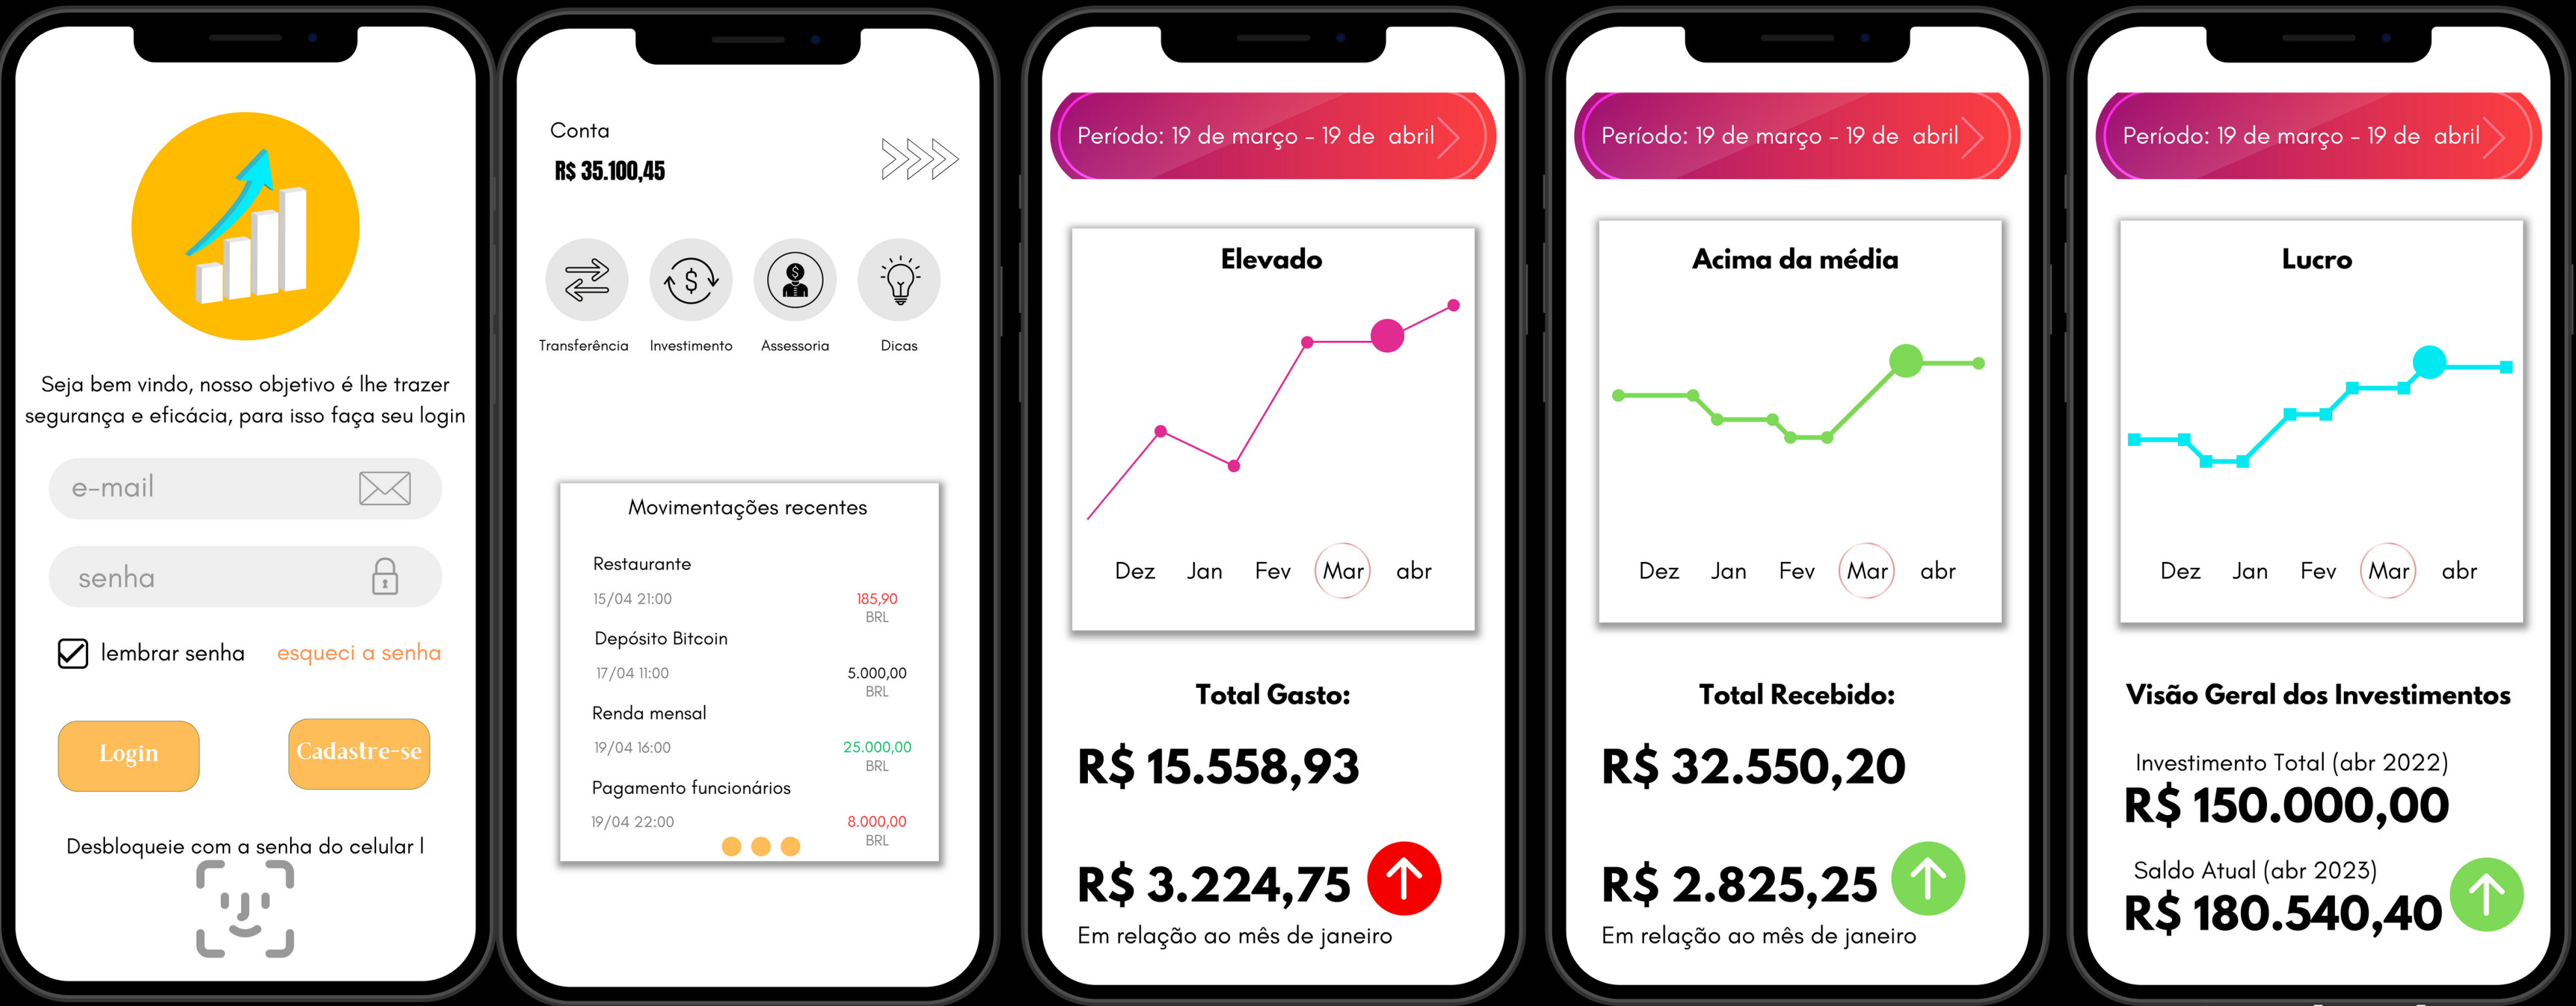 Seja bem vindo, nosso objetivo é lhe trazer
segurança e eficácia, para isso faça seu login
e-mail
senha
lembrar senha
esqueci a senha
Login
Cadastre-se
Desbloqueie com a senha do celular
Conta
R$ 35.100,45
Transferência
Investimento
Assessoria
Dicas
Movimentações recentes
Restaurante
15/04 21:00
185,90
BRL
Depósito Bitcoin
17/04 11:00
5.000,00
BRL
Renda mensal
19/04 16:00
25.000,00
BRL
Pagamento funcionários
19/04 22:00
8.000,00
BRL
Período: 19 de março - 19 de abril
Elevado
Dez Jan Fev Mar abr
Total Gasto:
R$ 15.558,93
R$ 3.224,75
Em relação ao mês de janeiro
Período: 19 de março - 19 de abril
Acima da média
Dez Jan Fev Mar abr
Total Recebido:
R$ 32.550,20
R$ 2.825,25
Em relação ao mês de janeiro
Período: 19 de março - 19 de abril
Lucro
Dez Jan Fev Mar abr
Visão Geral dos Investimentos
Investimento Total (abr 2022)
R$ 150.000,00
Saldo Atual (abr 2023)
R$ 180.540,40